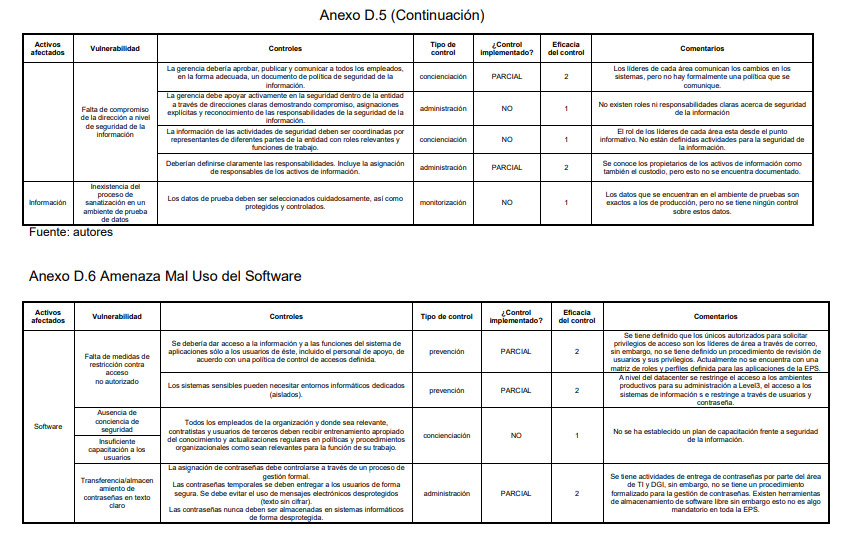 Anexo D.5 (Continuación)
Activos afectados | Vulnerabilidad | Controles | Tipo de control | ¿Control implementado? | Eficacia del control | Comentarios
Falta de compromiso
de la dirección a nivel
de seguridad de la
información
La gerencia debería aprobar, publicar y comunicar a todos los empleados,
en la forma adecuada, un documento de política de seguridad de la
información.
concienciación
PARCIAL
2
Los líderes de cada área comunican los cambios en los
sistemas, pero no hay formalmente una política que se
comunique.
La gerencia debe apoyar activamente en la seguridad dentro de la entidad
a través de direcciones claras demostrando compromiso, asignaciones
explícitas y reconocimiento de las responsabilidades de la seguridad de la
información.
administración
NO
1
No existen roles ni responsabilidades claras acerca de seguridad
de la información
La información de las actividades de seguridad deben ser coordinadas por
representantes de diferentes partes de la entidad con roles relevantes y
funciones de trabajo.
concienciación
NO
1
El rol de los líderes de cada área esta desde el punto
informativo. No están definidas actividades para la seguridad de
la información.
Deberían definirse claramente las responsabilidades. Incluye la asignación
de responsables de los activos de información.
administración
PARCIAL
2
Se conoce los propietarios de los activos de información como
también el custodio, pero esto no se encuentra documentado.
Información
Inexistencia del
proceso de
sanatización en un
ambiente de prueba
de datos
Los datos de prueba deben ser seleccionados cuidadosamente, así como
protegidos y controlados.
monitorización
NO
1
Los datos que se encuentran en el ambiente de pruebas son
exactos a los de producción, pero no se tiene ningún control
sobre estos datos.
Fuente: autores
Anexo D.6 Amenaza Mal Uso del Software
Activos afectados | Vulnerabilidad | Controles | Tipo de control | ¿Control implementado? | Eficacia del control | Comentarios
Software
Falta de medidas de
restricción contra
acceso
no autorizado
Se debería dar acceso a la información y a las funciones del sistema de
aplicaciones sólo a los usuarios de éste, incluido el personal de apoyo, de
acuerdo con una política de control de accesos definida.
prevención
PARCIAL
2
Se tiene definido que los únicos autorizados para solicitar
privilegios de acceso son los líderes de área a través de correo,
sin embargo, no se tiene definido un procedimiento de revisión de
usuarios y sus privilegios. Actualmente no se encuentra con una
matriz de roles y perfiles definida para las aplicaciones de la EPS.
Los sistemas sensibles pueden necesitar entornos informáticos dedicados
(aislados).
prevención
PARCIAL
2
A nivel del datacenter se restringe el acceso a los ambientes
productivos para su administración a Level3, el acceso a los
sistemas de información s e restringe a través de usuarios y
contraseña.
Ausencia de
conciencia de
seguridad
Insuficiente
capacitación a los
usuarios
Todos los empleados de la organización y donde sea relevante,
contratistas y usuarios de terceros deben recibir entrenamiento apropiado
del conocimiento y actualizaciones regulares en políticas y procedimientos
organizacionales como sean relevantes para la función de su trabajo.
concienciación
NO
1
No se ha establecido un plan de capacitación frente a seguridad
de la información.
Transferencia/almacen
amiento de
contraseñas en texto
claro
La asignación de contraseñas debe controlarse a través de un proceso de
gestión formal.
Las contraseñas temporales se deben entregar a los usuarios de forma
segura. Se debe evitar el uso de mensajes electrónicos desprotegidos
(texto sin cifrar).
Las contraseñas nunca deben ser almacenadas en sistemas informáticos
de forma desprotegida.
administración
PARCIAL
2
Se tiene actividades de entrega de contraseñas por parte del área
de TI y DGI, sin embargo, no se tiene un procedimiento
formalizado para la gestión de contraseñas. Existen herramientas
de almacenamiento de software libre sin embargo esto no es algo
mandatorio en toda la EPS.